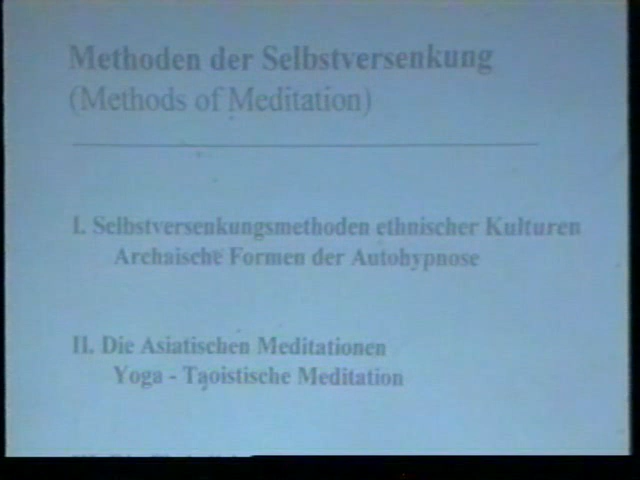 Methoden der Selbstversenkung
(Methods of Meditation)
I. Selbstversenkungsmethoden ethnischer Kulturen
Archaische Formen der Autohypnose
II. Die Asiatischen Meditationen
Yoga - Taoistische Meditation